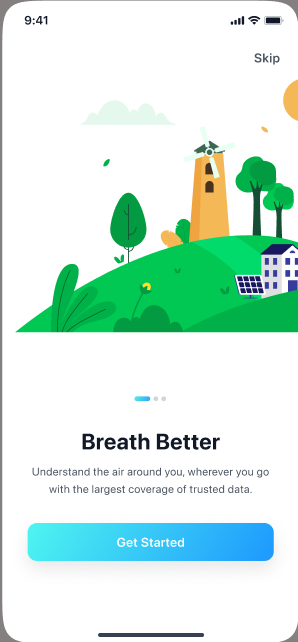 9:41
Skip
Breath Better
Understand the air around you, wherever you go
with the largest coverage of trusted data.
Get Started